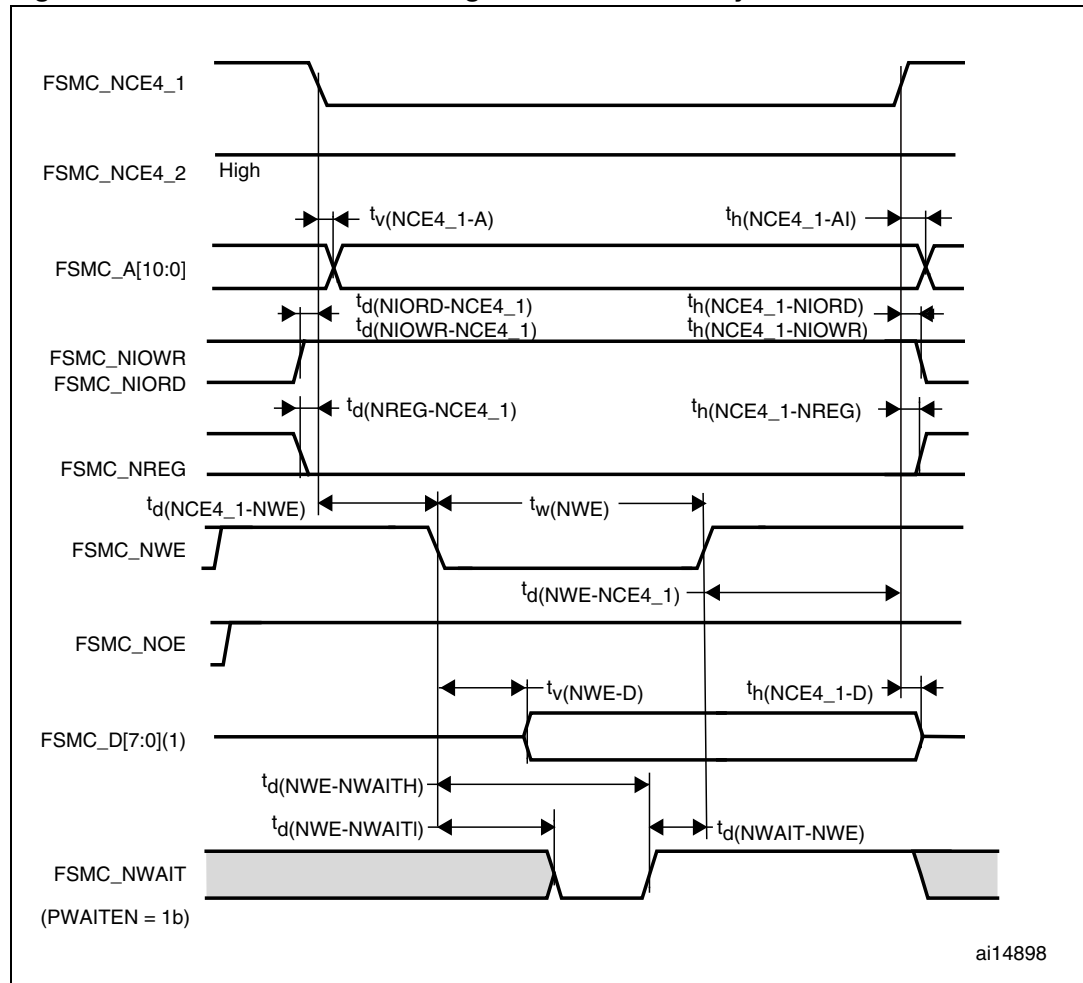 FSMC_NCE4_1
FSMC_NCE4_2 High
tv(NCE4_1-A) th(NCE4_1-AI)
FSMC_A[10:0]
td(NIORD-NCE4_1) th(NCE4_1-NIORD)
td(NIOWR-NCE4_1) th(NCE4_1-NIOWR)
FSMC_NIOWR
FSMC_NIORD
td(NREG-NCE4_1) th(NCE4_1-NREG)
FSMC_NREG
td(NCE4_1-NWE) tw(NWE)
FSMC_NWE
td(NWE-NCE4_1)
FSMC_NOE
tv(NWE-D) th(NCE4_1-D)
FSMC_D[7:0](1)
td(NWE-NWAITH)
td(NWE-NWAITI) td(NWAIT-NWE)
FSMC_NWAIT
(PWAITEN = 1b)
ai14898